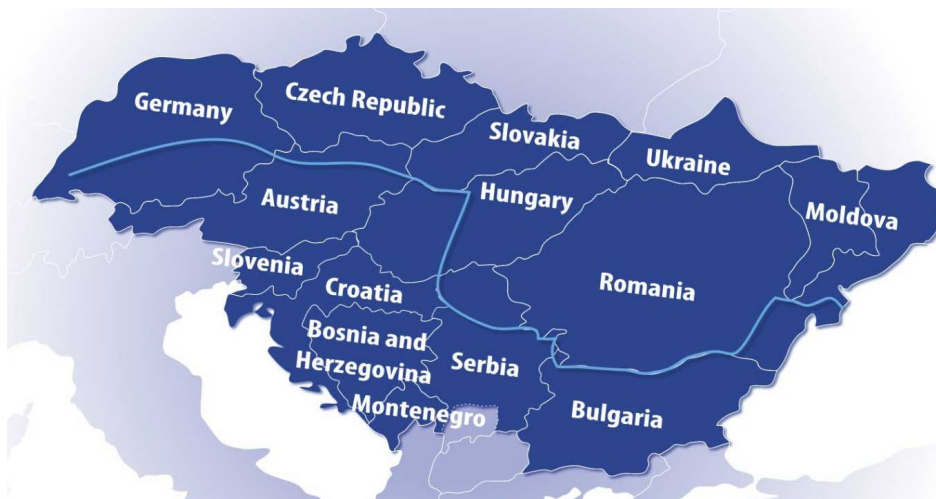 Germany
Czech Republic
Slovakia
Ukraine
Austria
Hungary
Moldova
Slovenia
Croatia
Romania
Bosnia and
Herzegovina
Serbia
Montenegro
Bulgaria